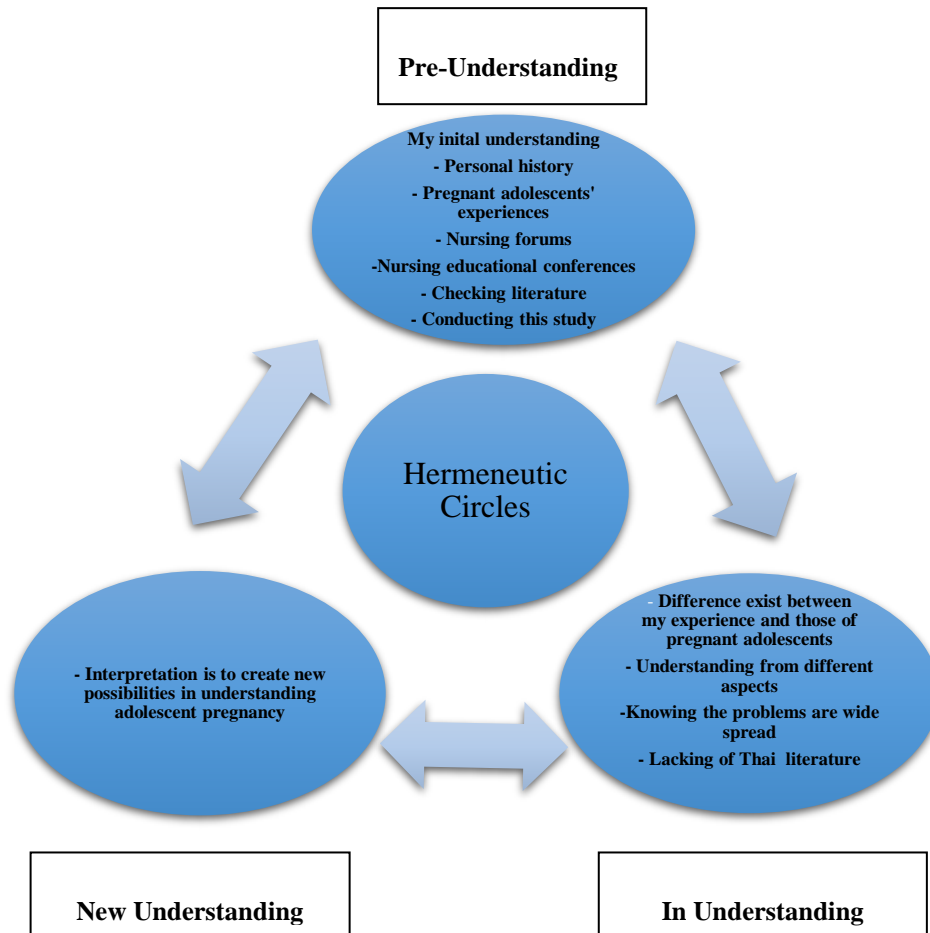 Pre-Understanding
My inital understanding
- Personal history
- Pregnant adolescents'
experiences
- Nursing forums
-Nursing educational conferences
- Checking literature
- Conducting this study
Hermeneutic
Circles
- Interpretation is to create new
possibilities in understanding
adolescent pregnancy
- Difference exist between
my experience and those of
pregnant adolescents
- Understanding from different
aspects
-Knowing the problems are wide
spread
- Lacking of Thai literature
New Understanding
In Understanding